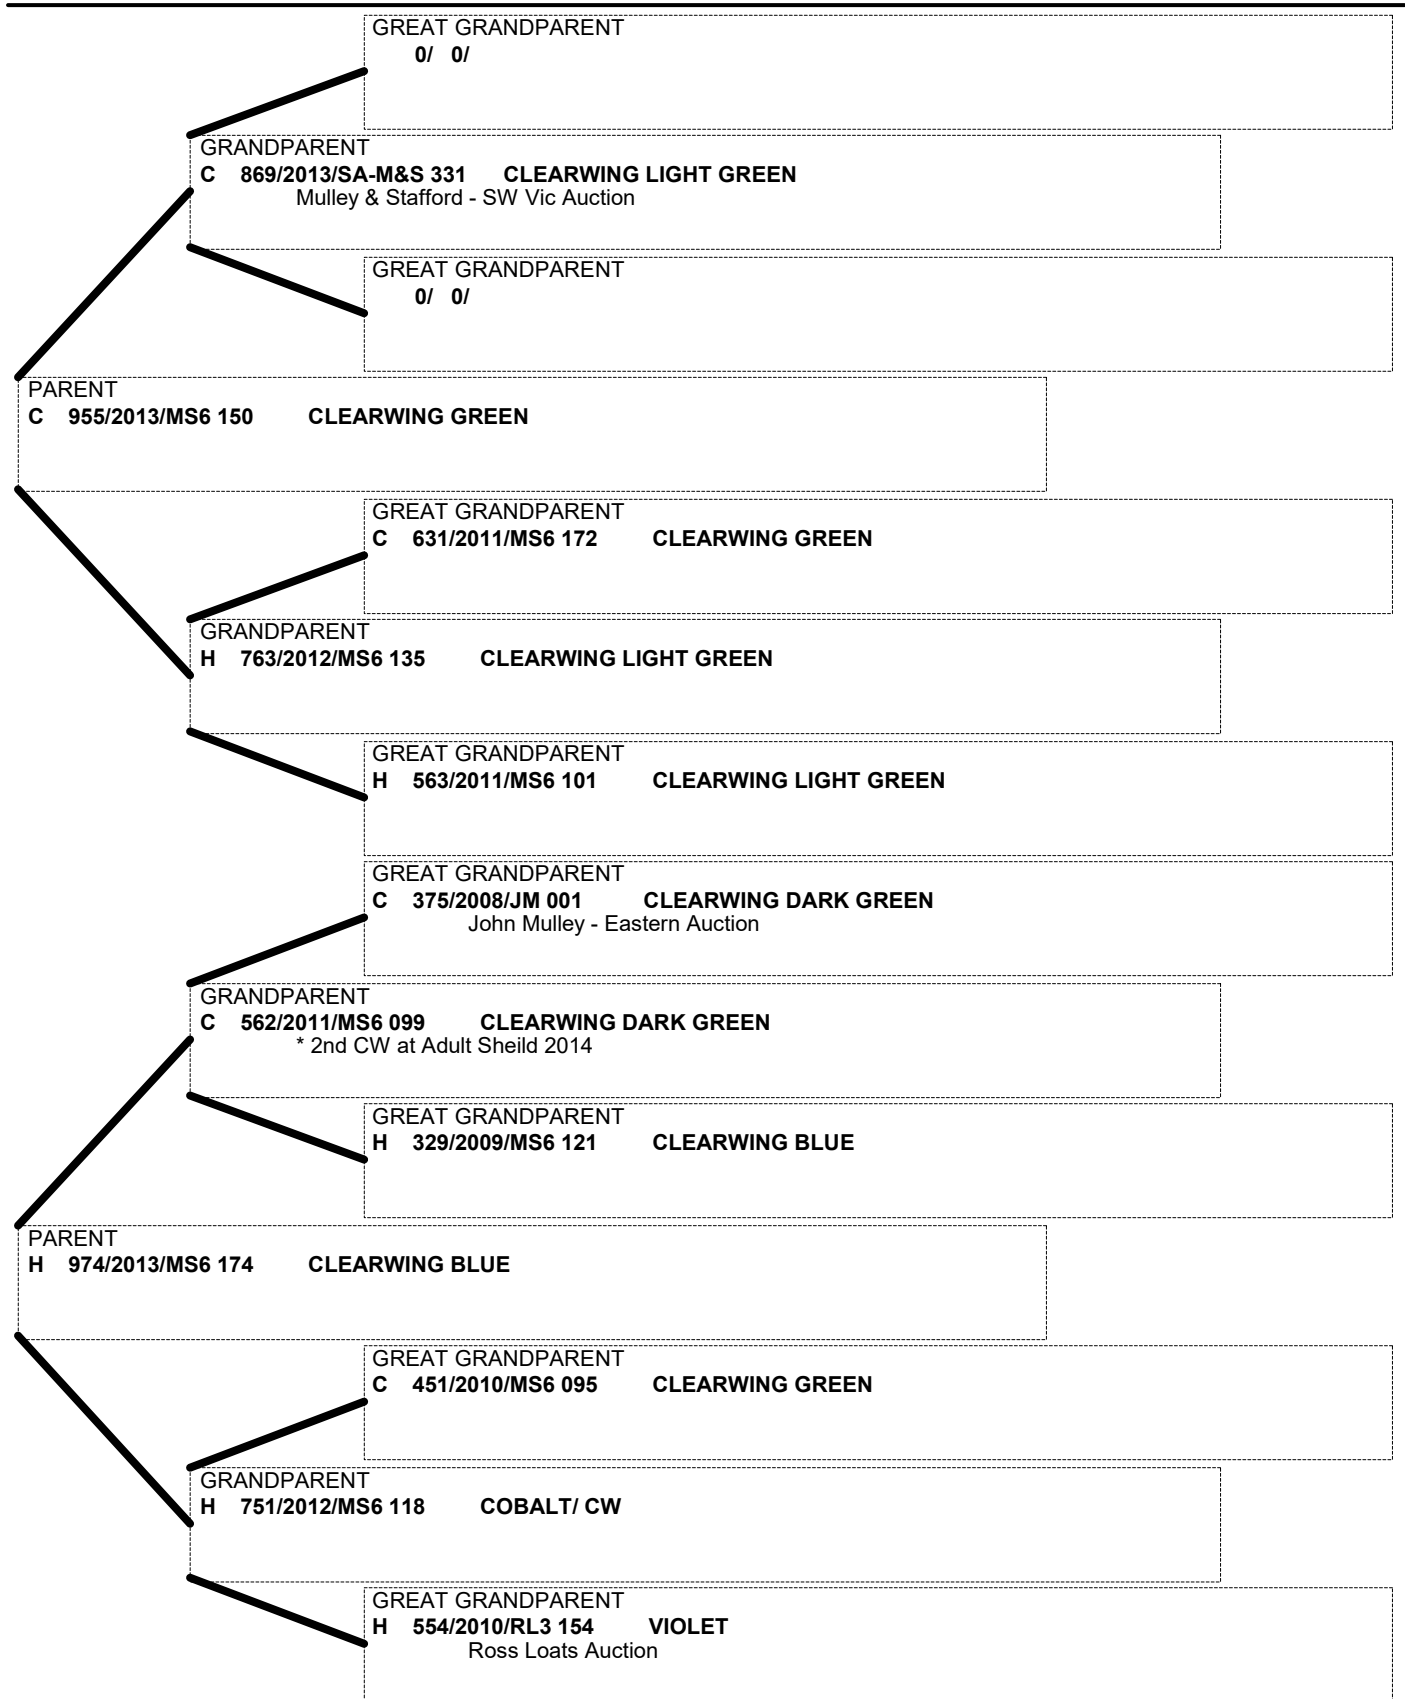 GREAT GRANDPARENT
0/ 0/
GRANDPARENT
C 869/2013/SA-M&S 331 CLEARWING LIGHT GREEN
Mulley & Stafford - SW Vic Auction
GREAT GRANDPARENT
0/ 0/
PARENT
C 955/2013/MS6 150 CLEARWING GREEN
GREAT GRANDPARENT
C 631/2011/MS6 172 CLEARWING GREEN
GRANDPARENT
H 763/2012/MS6 135 CLEARWING LIGHT GREEN
GREAT GRANDPARENT
H 563/2011/MS6 101 CLEARWING LIGHT GREEN
GREAT GRANDPARENT
C 375/2008/JM 001 CLEARWING DARK GREEN
John Mulley - Eastern Auction
GRANDPARENT
C 562/2011/MS6 099 CLEARWING DARK GREEN
* 2nd CW at Adult Sheild 2014
GREAT GRANDPARENT
H 329/2009/MS6 121 CLEARWING BLUE
PARENT
H 974/2013/MS6 174 CLEARWING BLUE
GREAT GRANDPARENT
C 451/2010/MS6 095 CLEARWING GREEN
GRANDPARENT
H 751/2012/MS6 118 COBALT/ CW
GREAT GRANDPARENT
H 554/2010/RL3 154 VIOLET
Ross Loats Auction